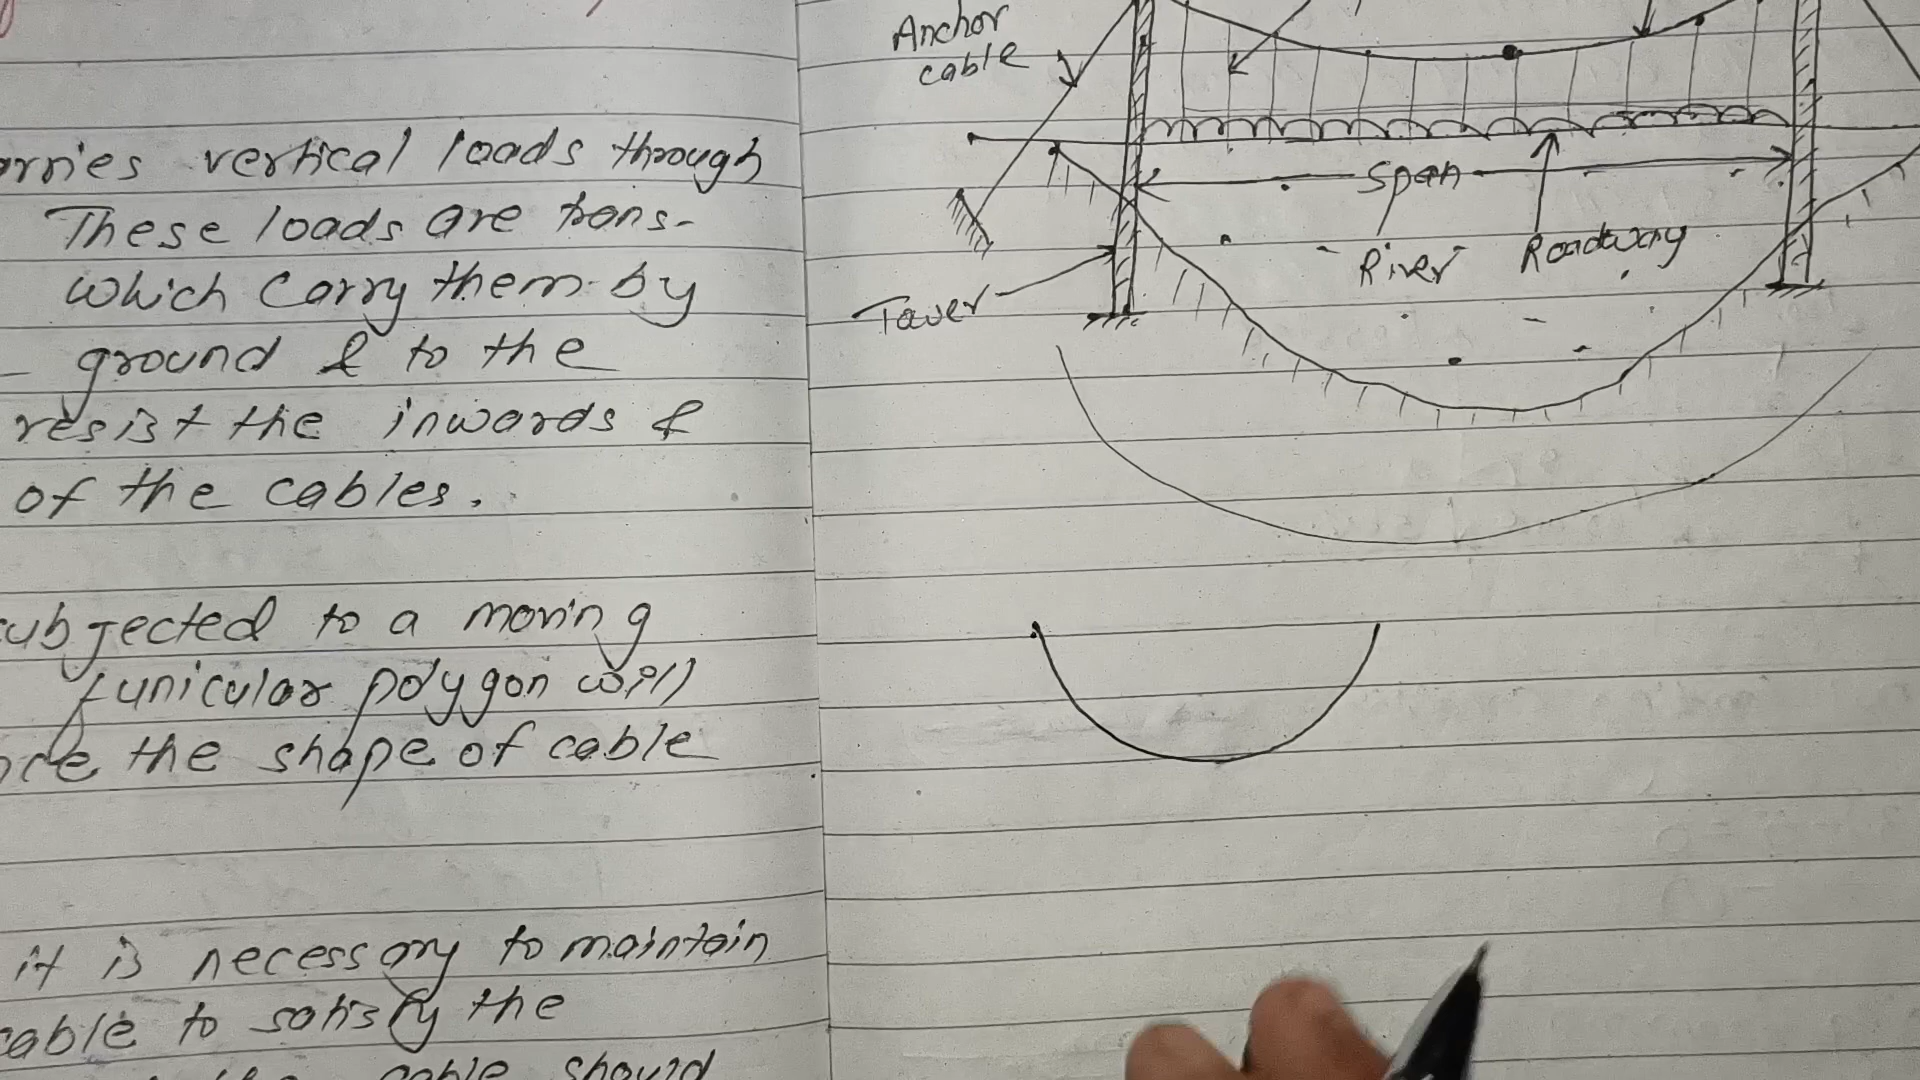 vertical loads through
These loads are trans-
which carry them by
ground & to the
resist the inwards &
of the cables.
subjected to a moving
funicular polygon will
the shape of cable
it is necessary to maintain
cable to satisfy the
cable should
Anchor
cable
Span
River
Roadway
Tower